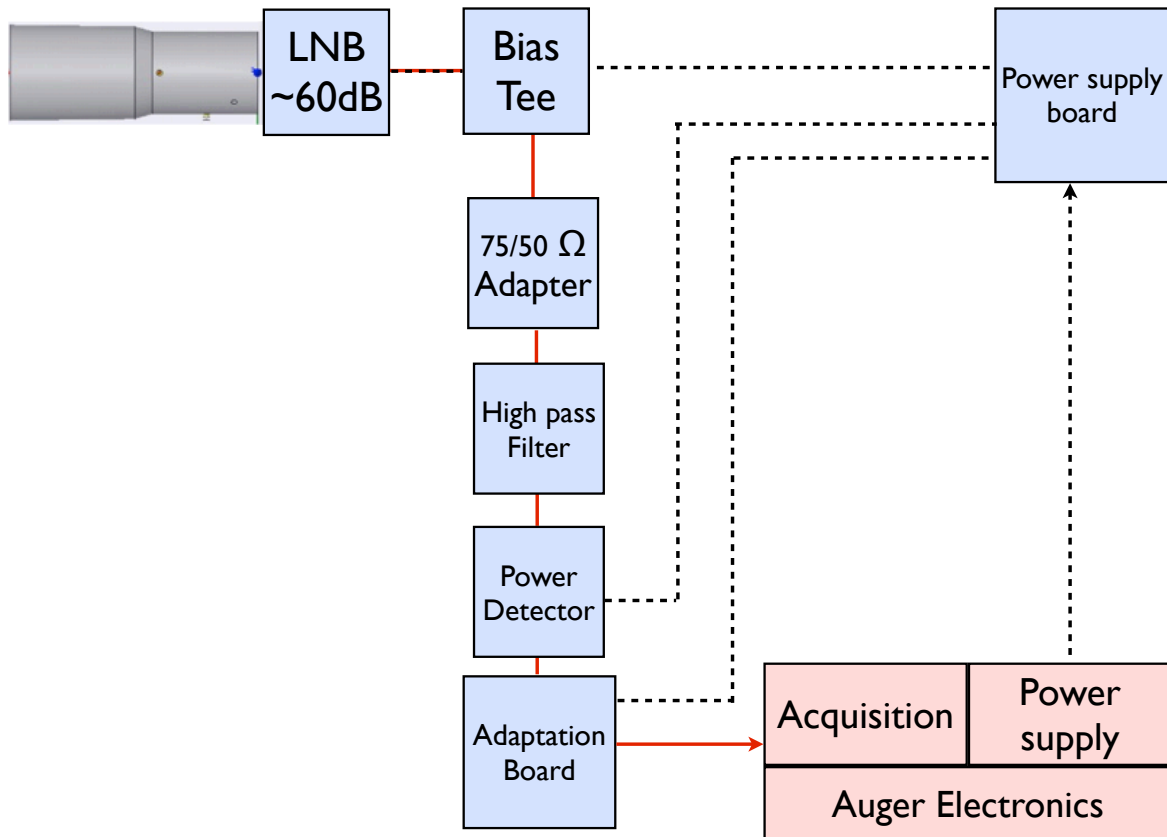 LNB
~60dB
Bias
Tee
Power supply
board
75/50 Ω
Adapter
High pass
Filter
Power
Detector
Adaptation
Board
Acquisition
Power
supply
Auger Electronics